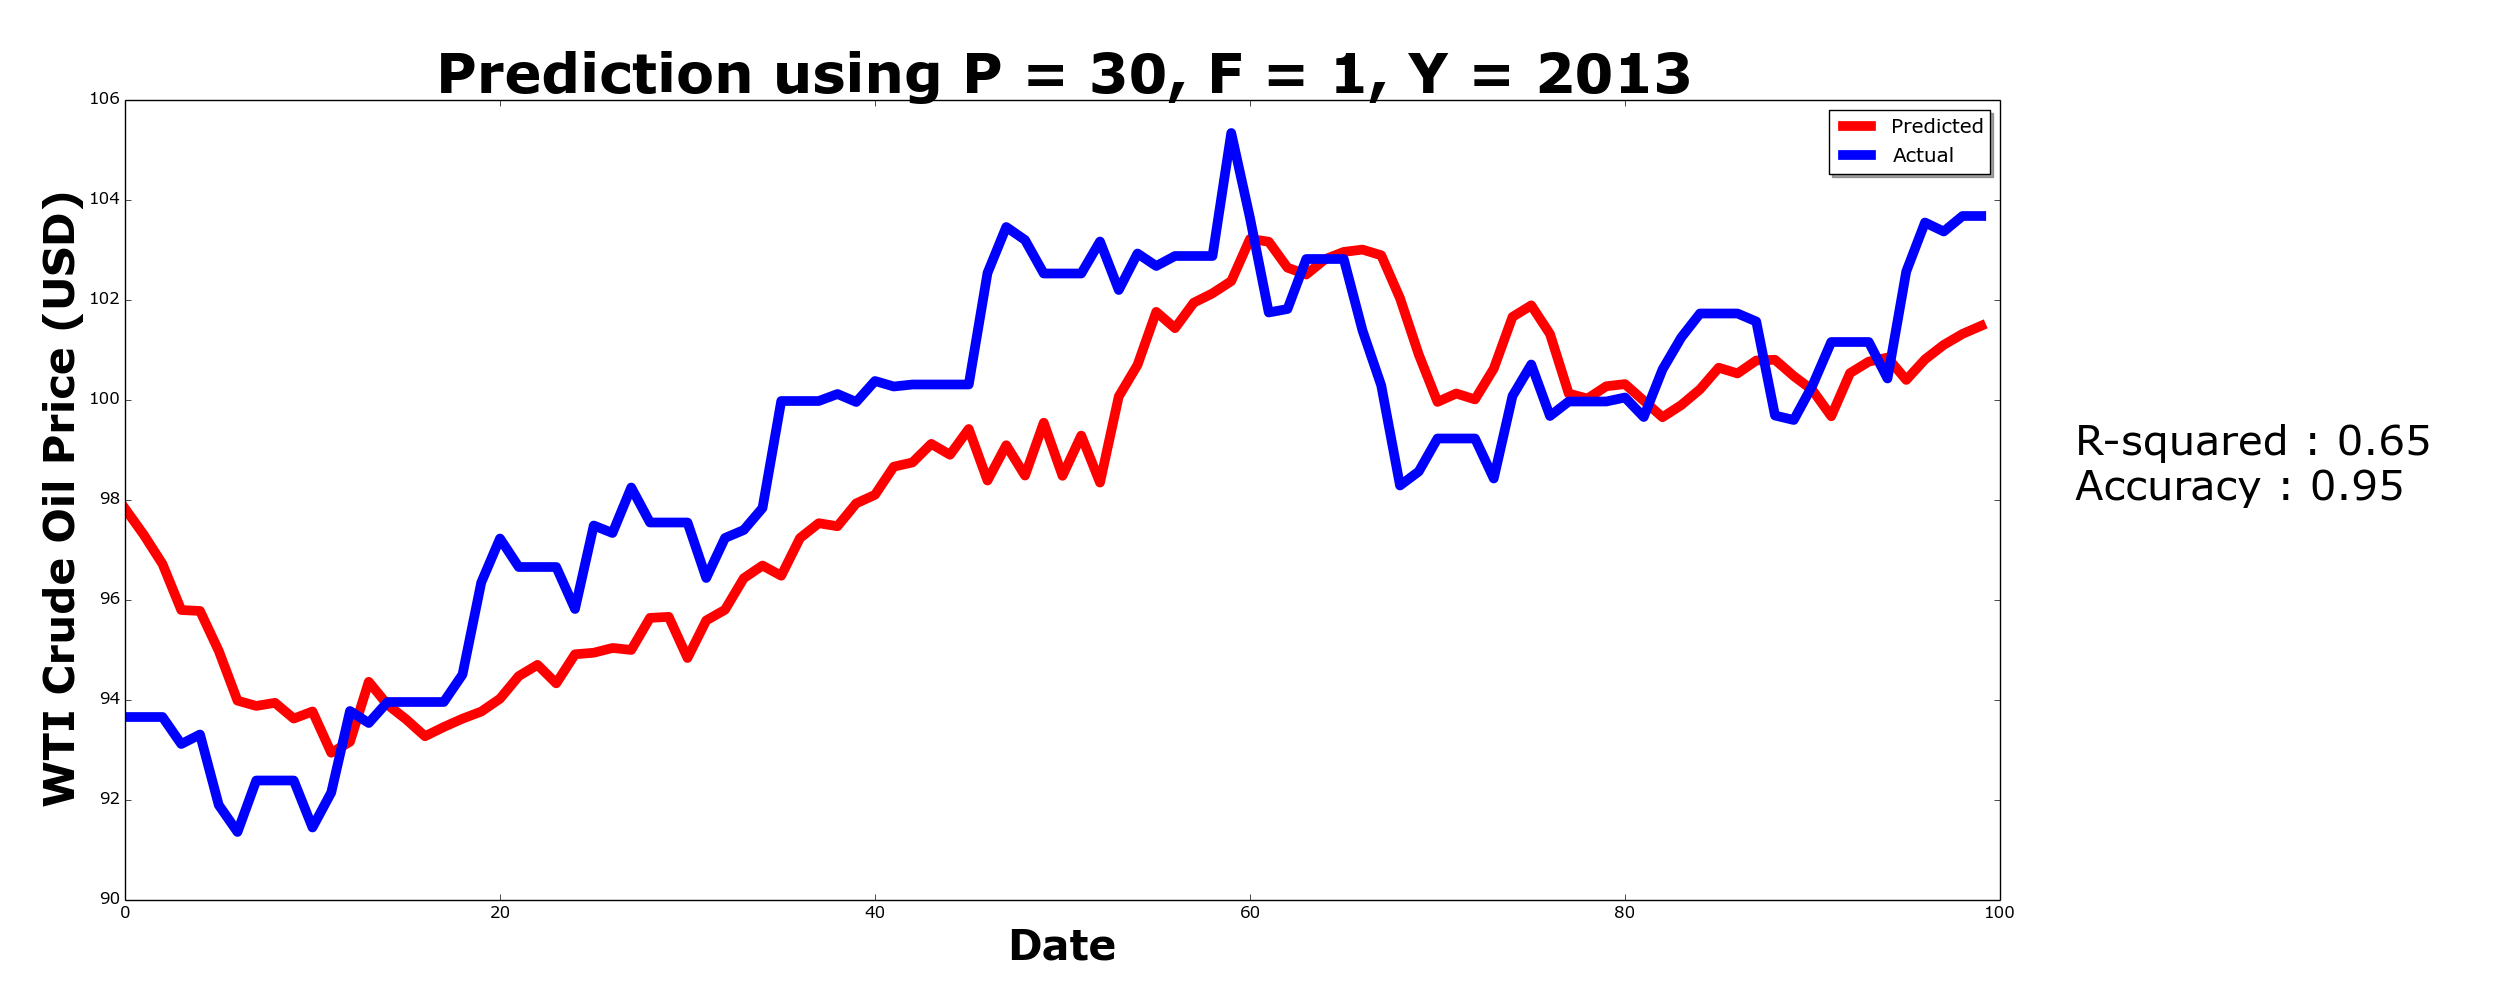 Prediction using P = 30, F = 1, Y = 2013
Predicted
Actual
WTI Crude Oil Price (USD)
106
104
102
100
98
96
94
92
90
0 20 40 60 80 100
Date
R-squared : 0.65
Accuracy : 0.95